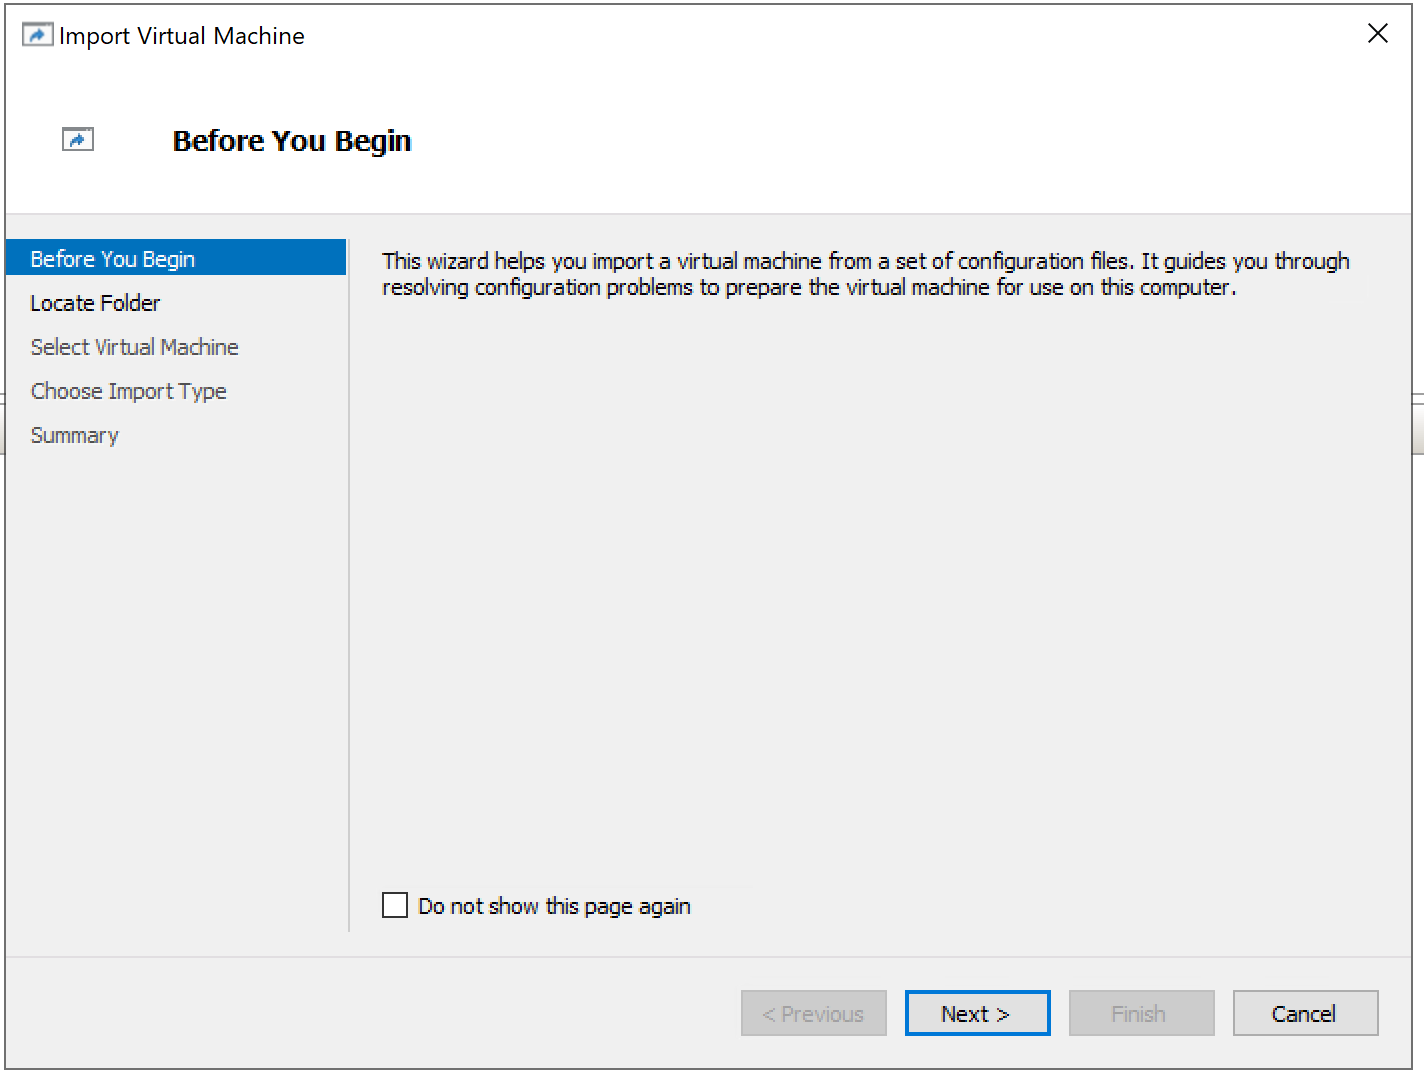 Import Virtual Machine
Before You Begin
Before You Begin
Locate Folder
Select Virtual Machine
Choose Import Type
Summary
This wizard helps you import a virtual machine from a set of configuration files. It guides you through
resolving configuration problems to prepare the virtual machine for use on this computer.
Do not show this page again
< Previous
Next >
Finish
Cancel